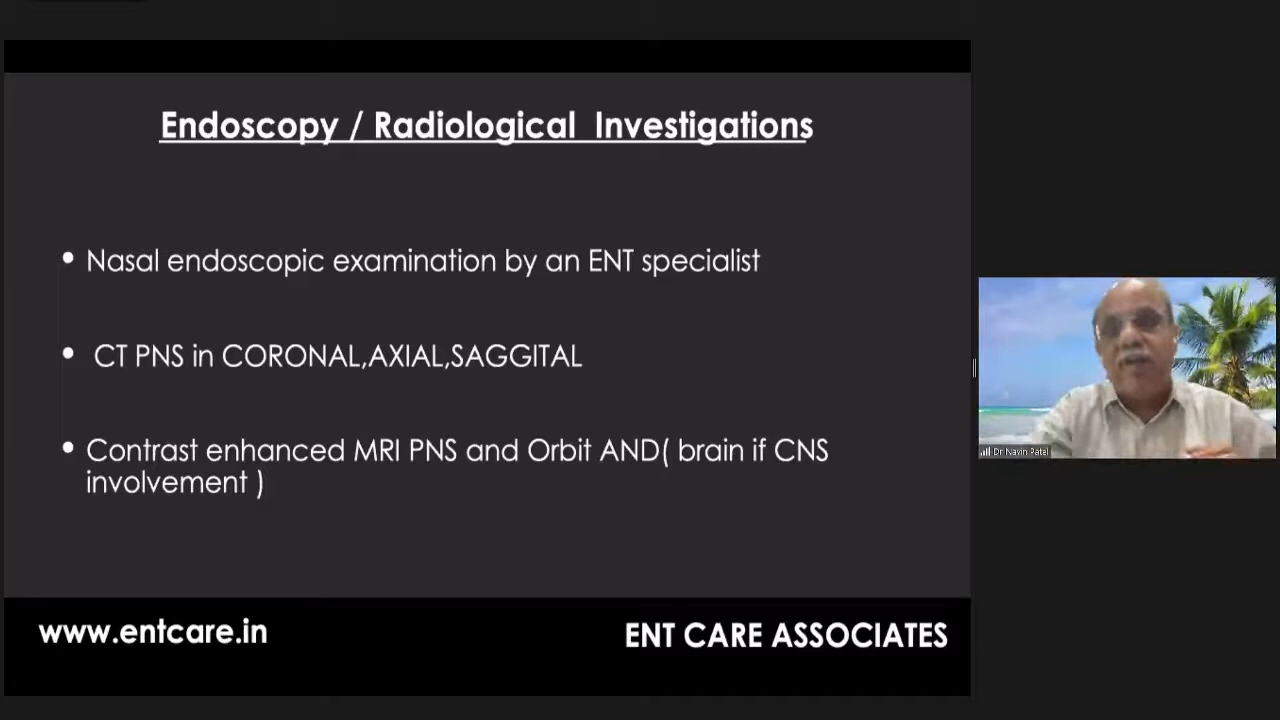 Endoscopy / Radiological Investigations
• Nasal endoscopic examination by an ENT specialist
• CT PNS in CORONAL,AXIAL,SAGGITAL
• Contrast enhanced MRI PNS and Orbit AND( brain if CNS
involvement )
Dr Navin Patel
www.entcare.in
ENT CARE ASSOCIATES